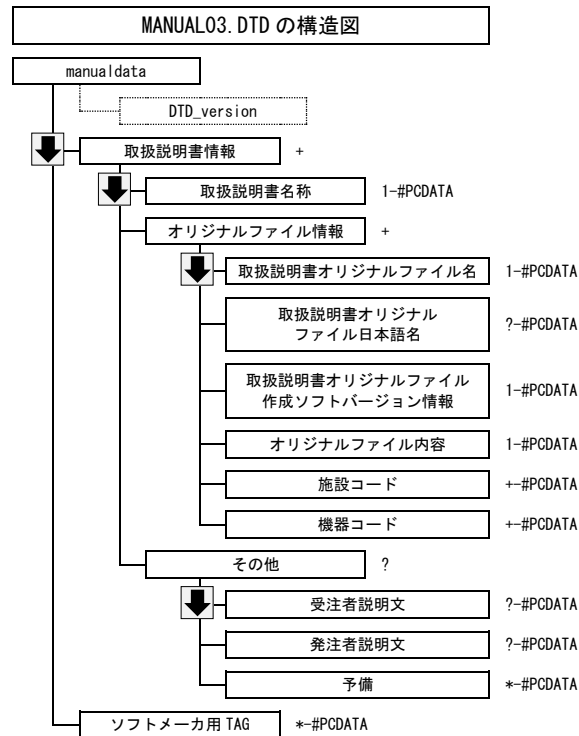 MANUAL03.DTD の構造図
manualdata
DTD_version
取扱説明書情報 +
取扱説明書名称 1-#PCDATA
オリジナルファイル情報 +
取扱説明書オリジナルファイル名 1-#PCDATA
取扱説明書オリジナル
ファイル日本語名 ?-#PCDATA
取扱説明書オリジナルファイル
作成ソフトバージョン情報 1-#PCDATA
オリジナルファイル内容 1-#PCDATA
施設コード +-#PCDATA
機器コード +-#PCDATA
その他 ?
受注者説明文 ?-#PCDATA
発注者説明文 ?-#PCDATA
予備 *-#PCDATA
ソフトメーカ用 TAG *-#PCDATA